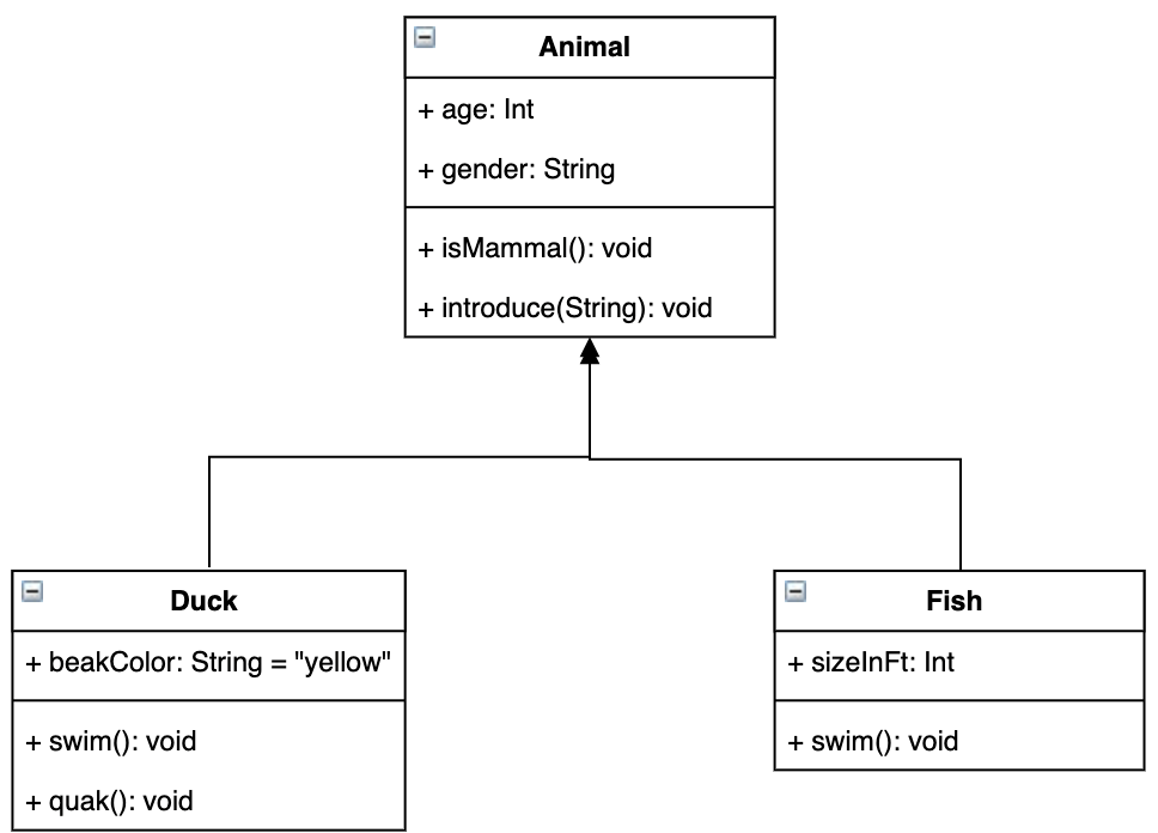 Animal
+ age: Int
+ gender: String
+ isMammal(): void
+ introduce(String): void
Duck
+ beakColor: String = "yellow"
+ swim(): void
+ quak(): void
Fish
+ sizeInFt: Int
+ swim(): void